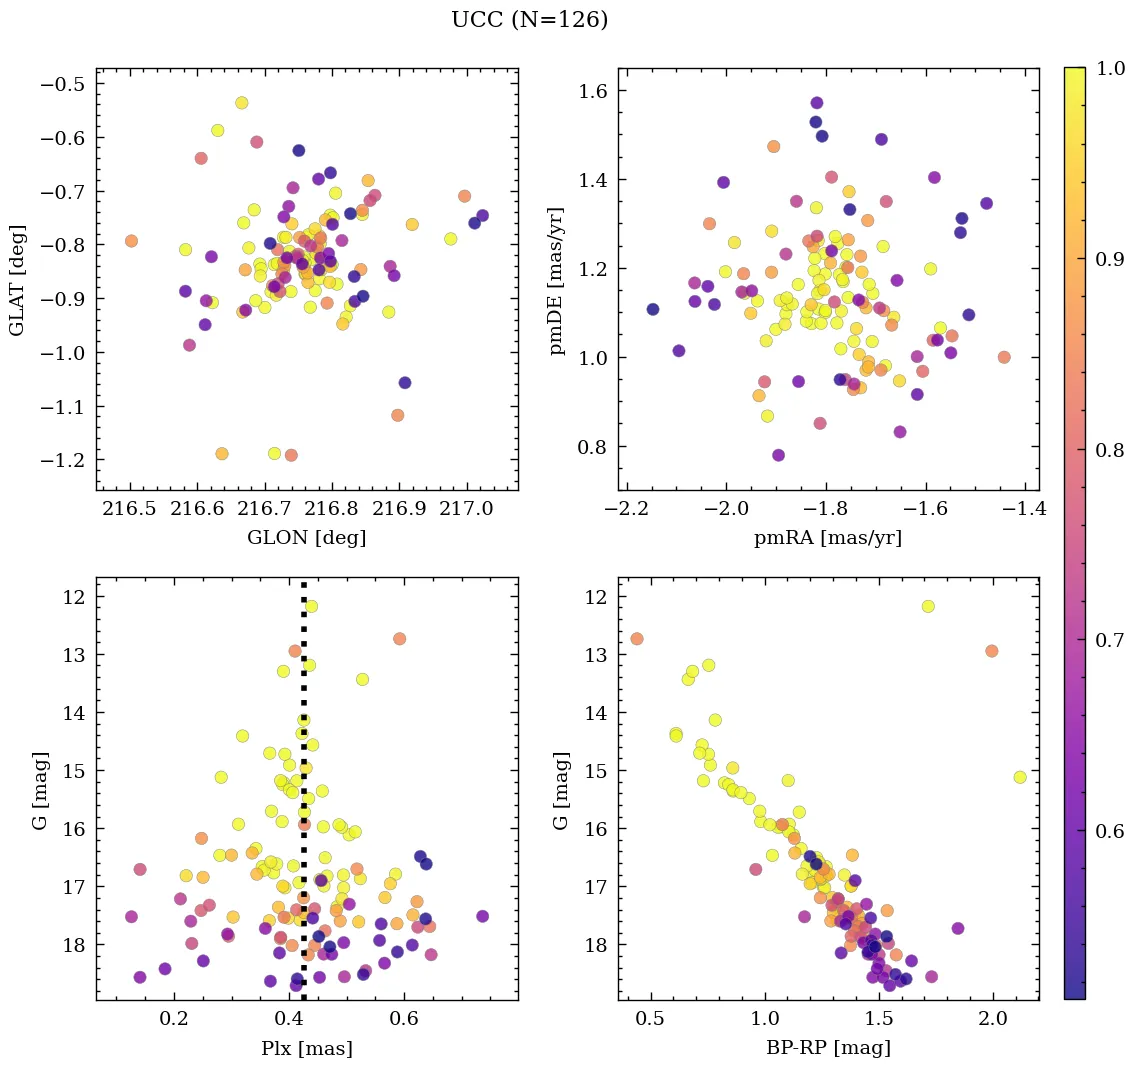 UCC (N=126)
−0.5
−0.6
−0.7
−0.8
−0.9
−1.0
−1.1
−1.2
GLAT [deg]
216.5 216.6 216.7 216.8 216.9 217.0
GLON [deg]
1.6
1.4
1.2
1.0
0.8
pmDE [mas/yr]
−2.2 −2.0 −1.8 −1.6 −1.4
pmRA [mas/yr]
12
13
14
15
16
17
18
G [mag]
0.2 0.4 0.6
Plx [mas]
12
13
14
15
16
17
18
G [mag]
0.5 1.0 1.5 2.0
BP-RP [mag]
1.0
0.9
0.8
0.7
0.6